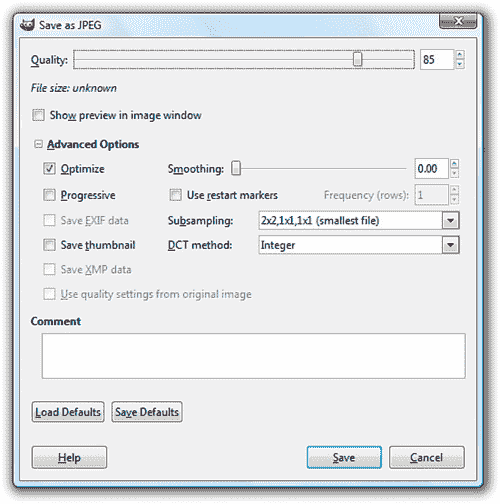 Save as JPEG
Quality: 85
File size: unknown
Show preview in image window
Advanced Options
Optimize Smoothing: 0.00
Progressive Use restart markers Frequency (rows): 1
Save EXIF data Subsampling: 2x2,1x1,1x1 (smallest file)
Save thumbnail DCT method: Integer
Save XMP data
Use quality settings from original image
Comment
Load Defaults Save Defaults
Help Save Cancel